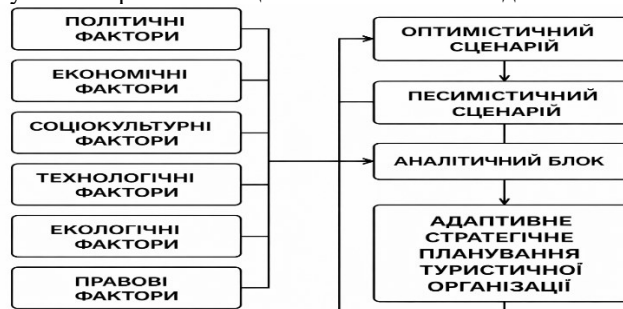 ПОЛІТИЧНІ
ФАКТОРИ
ЕКОНОМІЧНІ
ФАКТОРИ
СОЦІОКУЛЬТУРНІ
ФАКТОРИ
ТЕХНОЛОГІЧНІ
ФАКТОРИ
ЕКОЛОГІЧНІ
ФАКТОРИ
ПРАВОВІ
ФАКТОРИ
ОПТИМІСТИЧНИЙ
СЦЕНАРІЙ
ПЕСИМІСТИЧНИЙ
СЦЕНАРІЙ
АНАЛІТИЧНИЙ БЛОК
АДАПТИВНЕ
СТРАТЕГІЧНЕ
ПЛАНУВАННЯ
ТУРИСТИЧНОЇ
ОРГАНІЗАЦІЇ